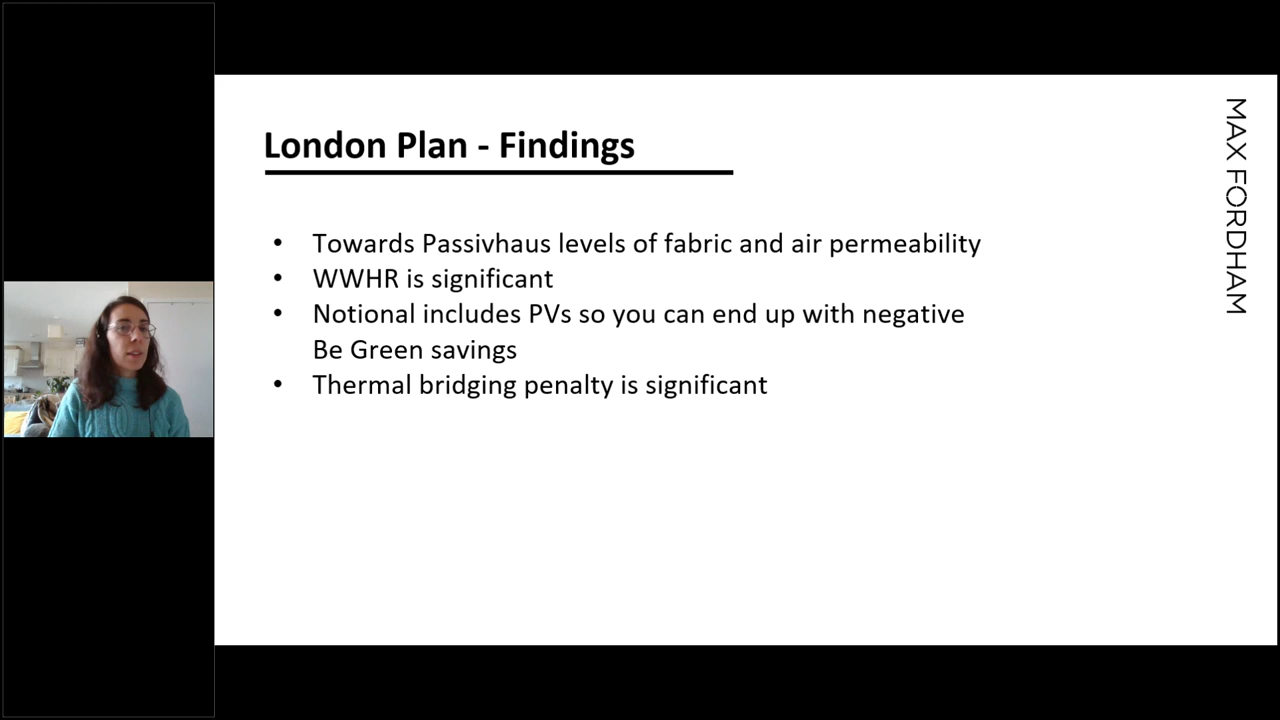 London Plan - Findings
• Towards Passivhaus levels of fabric and air permeability
• WWHR is significant
• Notional includes PVs so you can end up with negative
Be Green savings
• Thermal bridging penalty is significant
MAX FORDHAM